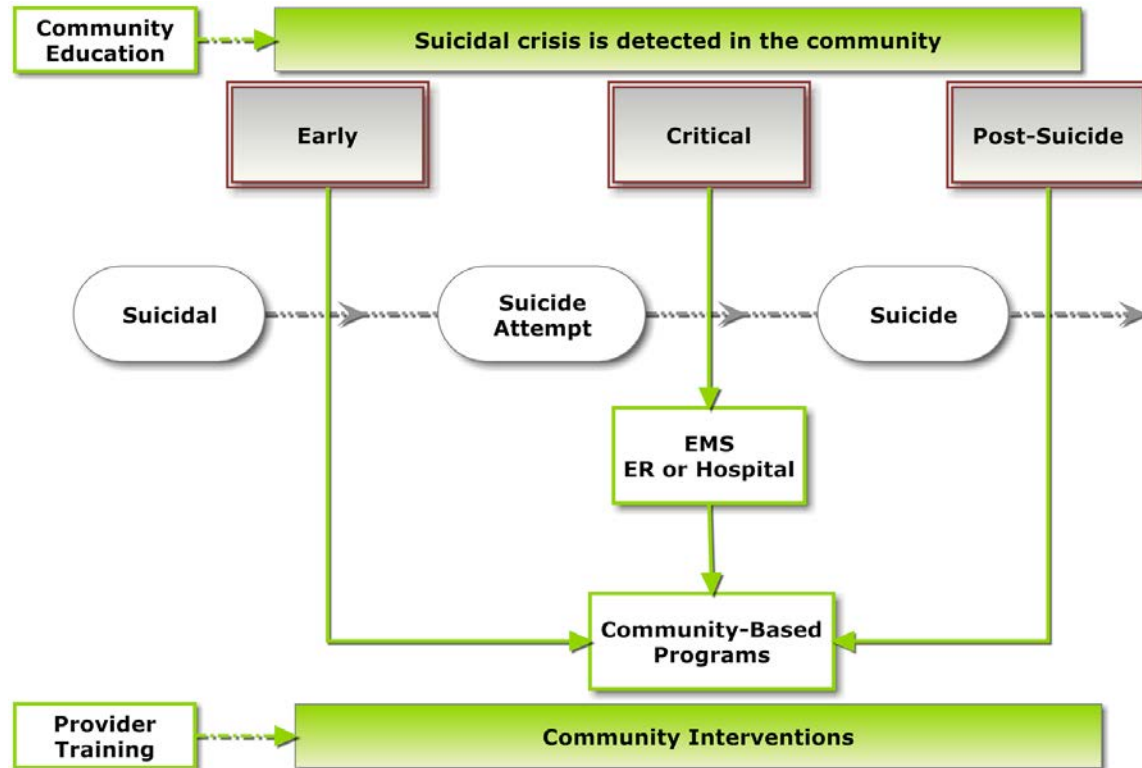 Community
Education
Suicidal crisis is detected in the community
Early
Critical
Post-Suicide
Suicidal
Suicide
Attempt
Suicide
EMS
ER or Hospital
Community-Based
Programs
Provider
Training
Community Interventions